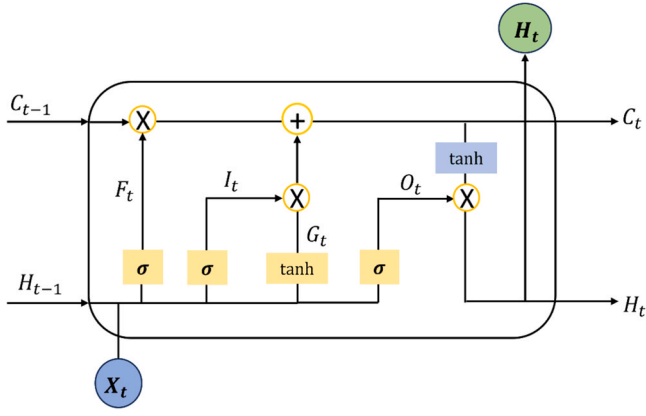 H_t
C_{t-1}
X
+
C_t
tanh
F_t
I_t
O_t
X
X
G_t
σ
σ
tanh
σ
H_{t-1}
H_t
X_t